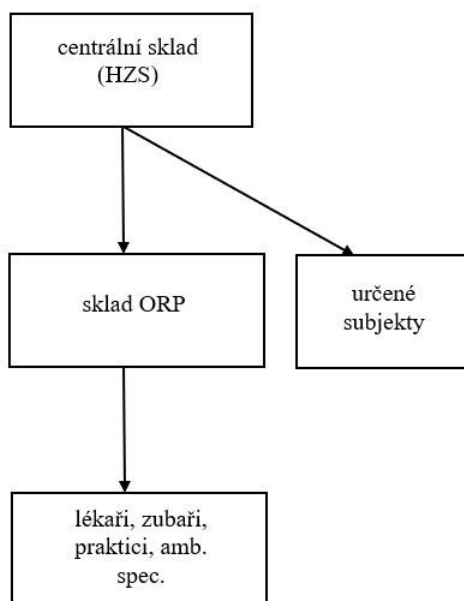 centrální sklad
(HZS)
sklad ORP
určené
subjekty
lékaři, zubaři,
praktici, amb.
spec.